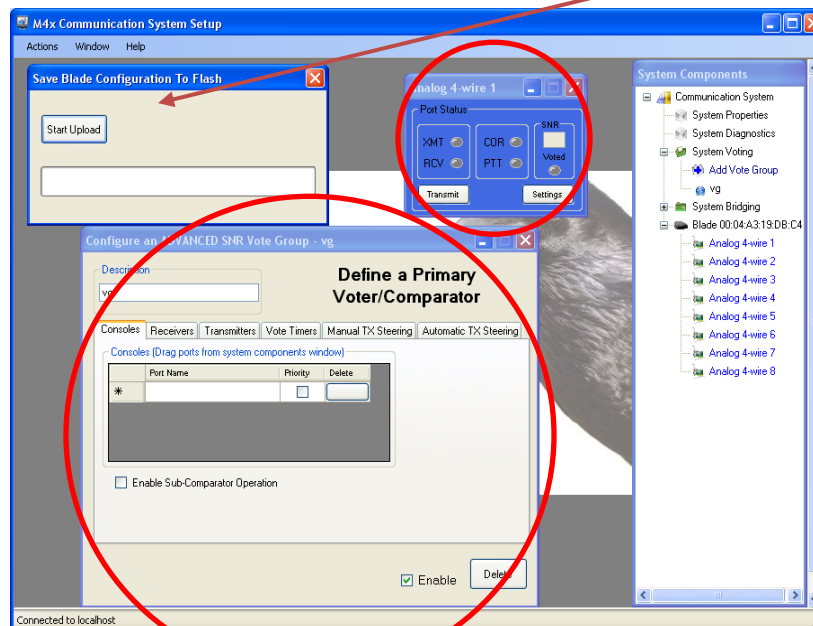 M4x Communication System Setup
Actions Window Help
Save Blade Configuration To Flash
Start Upload
Analog 4-wire 1
Port Status
XMT
COR
SNR
RCV
PTT
Voted
Transmit
Settings
Configure an ADVANCED SNR Vote Group - vg
Description
vg
Define a Primary
Voter/Comparator
Consoles Receivers Transmitters Vote Timers Manual TX Steering Automatic TX Steering
Consoles (Drag ports from system components window)
Port Name Priority Delete
*
Enable Sub-Comparator Operation
Enable
Delete
System Components
Communication System
System Properties
System Diagnostics
System Voting
Add Vote Group
vg
System Bridging
Blade 00:04:A3:19:DB:C4
Analog 4-wire 1
Analog 4-wire 2
Analog 4-wire 3
Analog 4-wire 4
Analog 4-wire 5
Analog 4-wire 6
Analog 4-wire 7
Analog 4-wire 8
Connected to localhost